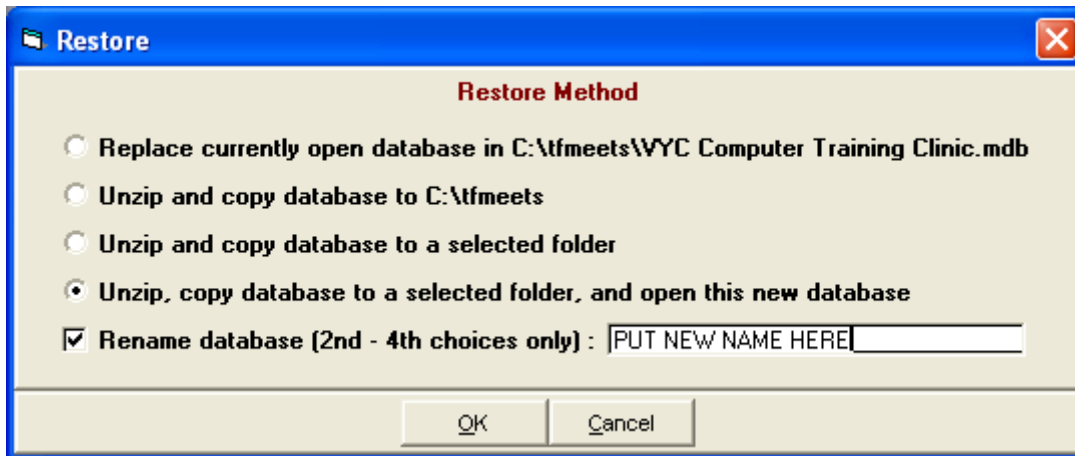 Restore
Restore Method
Replace currently open database in C:\tfmeets\VYC Computer Training Clinic.mdb
Unzip and copy database to C:\tfmeets
Unzip and copy database to a selected folder
Unzip, copy database to a selected folder, and open this new database
Rename database (2nd - 4th choices only) : PUT NEW NAME HERE
OK Cancel